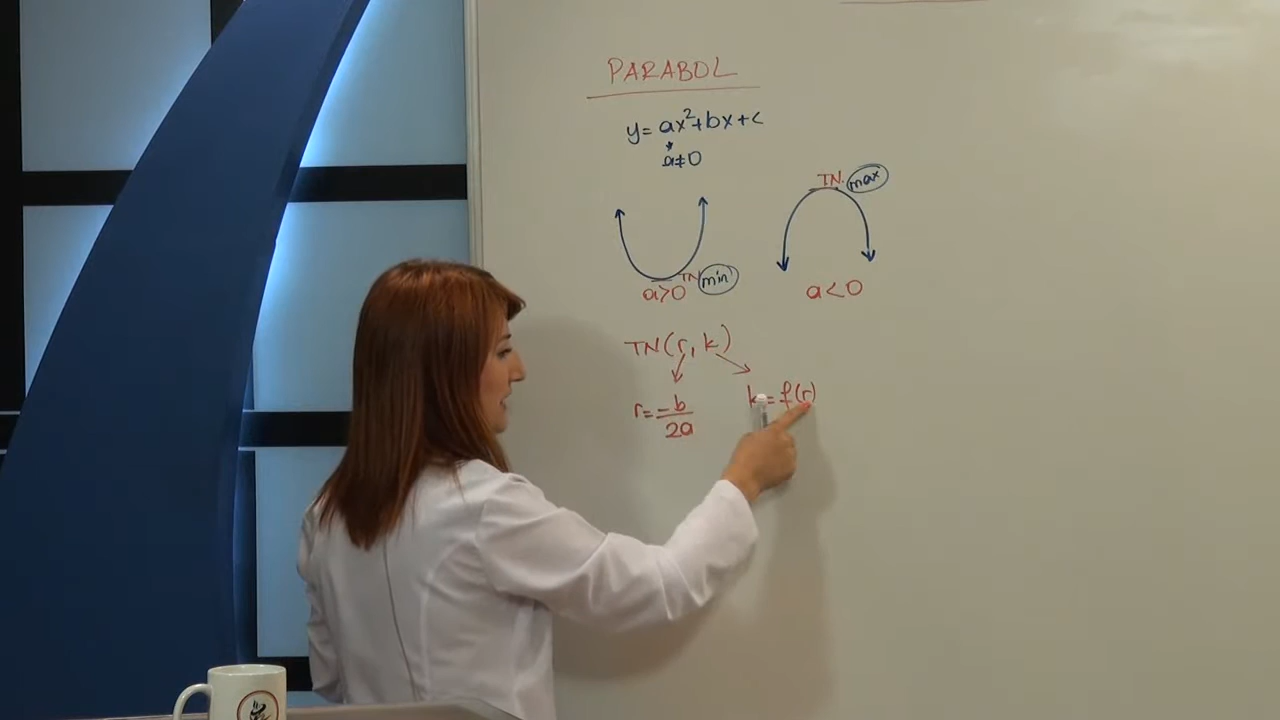 PARABOL
y = ax²+bx+c
a≠0
TN. max
TN min
a>0
a<0
TN(r, k)
r = -b/2a
k = f(r)